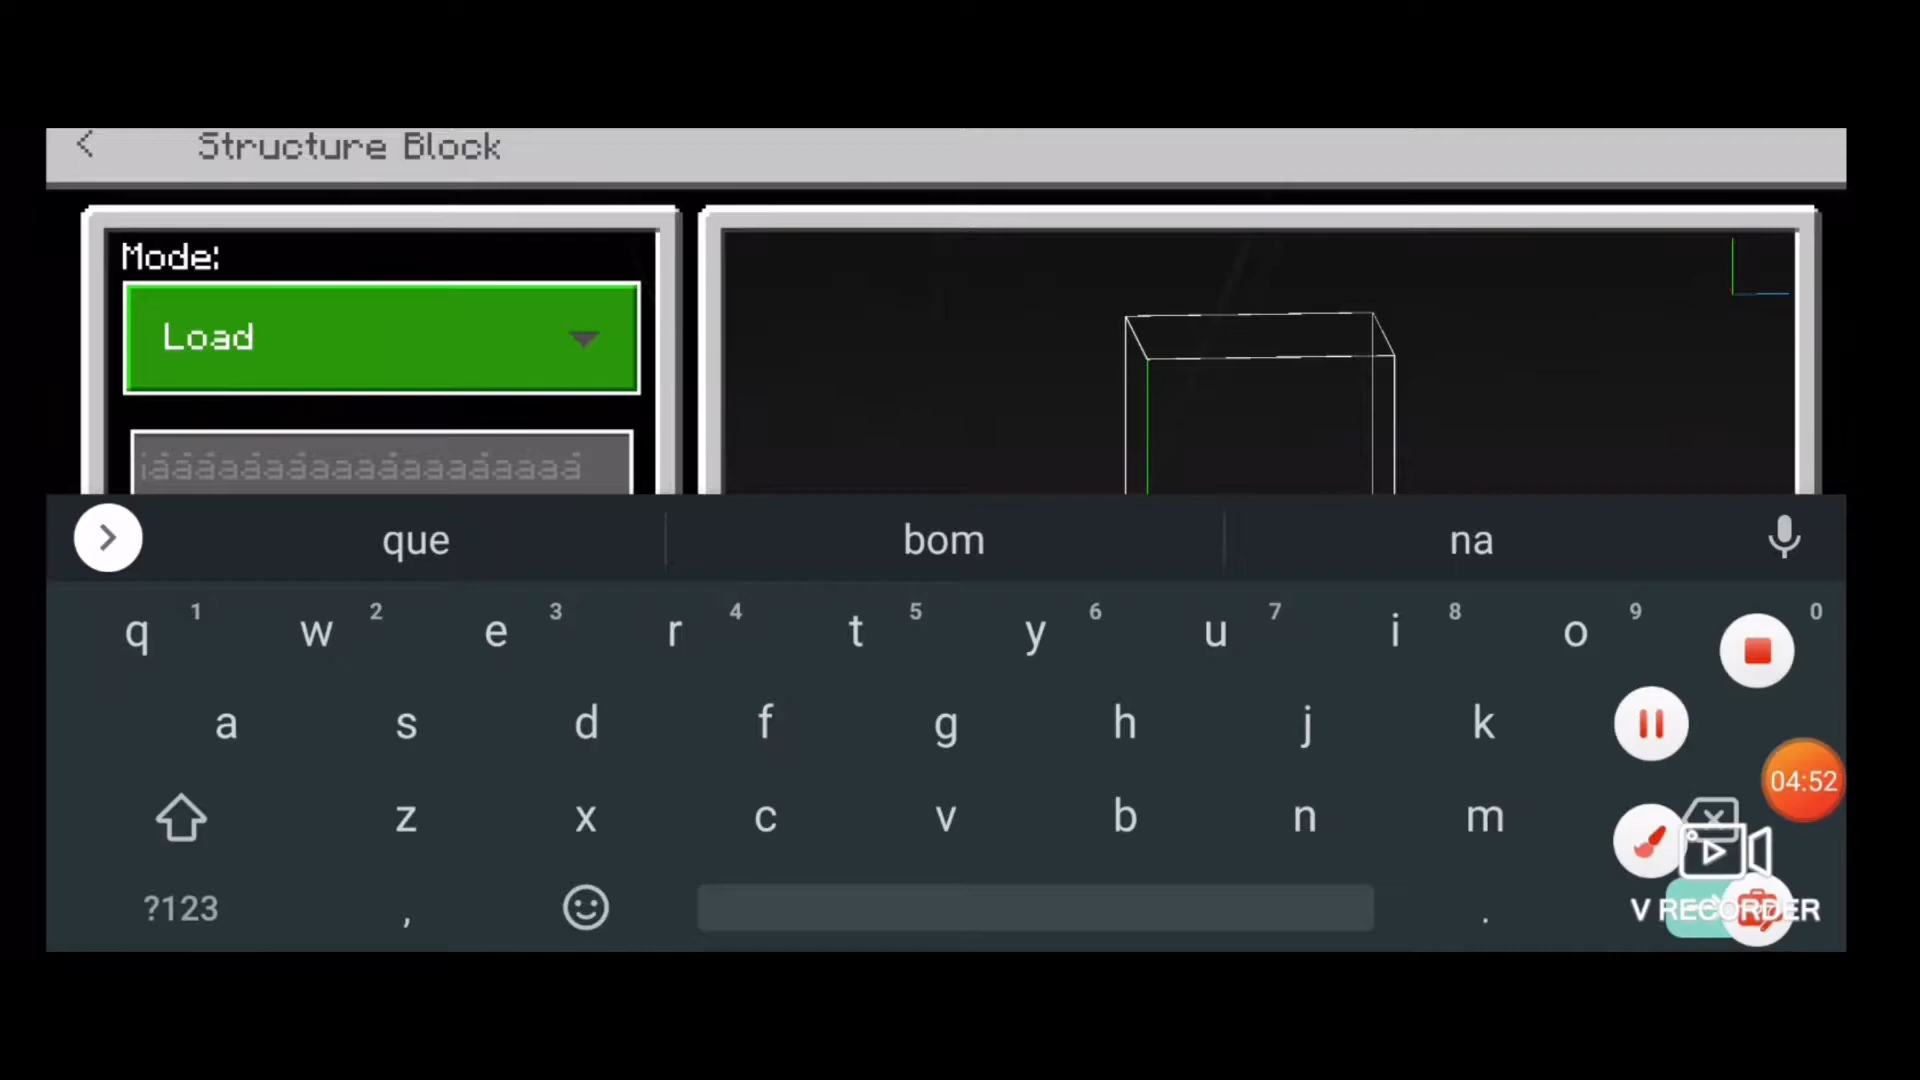 Structure Block
Mode:
Load
que bom na
1 2 3 4 5 6 7 8 9 0
q w e r t y u i o
a s d f g h j k
04:52
z x c v b n m
?123 , .
V RECORDER